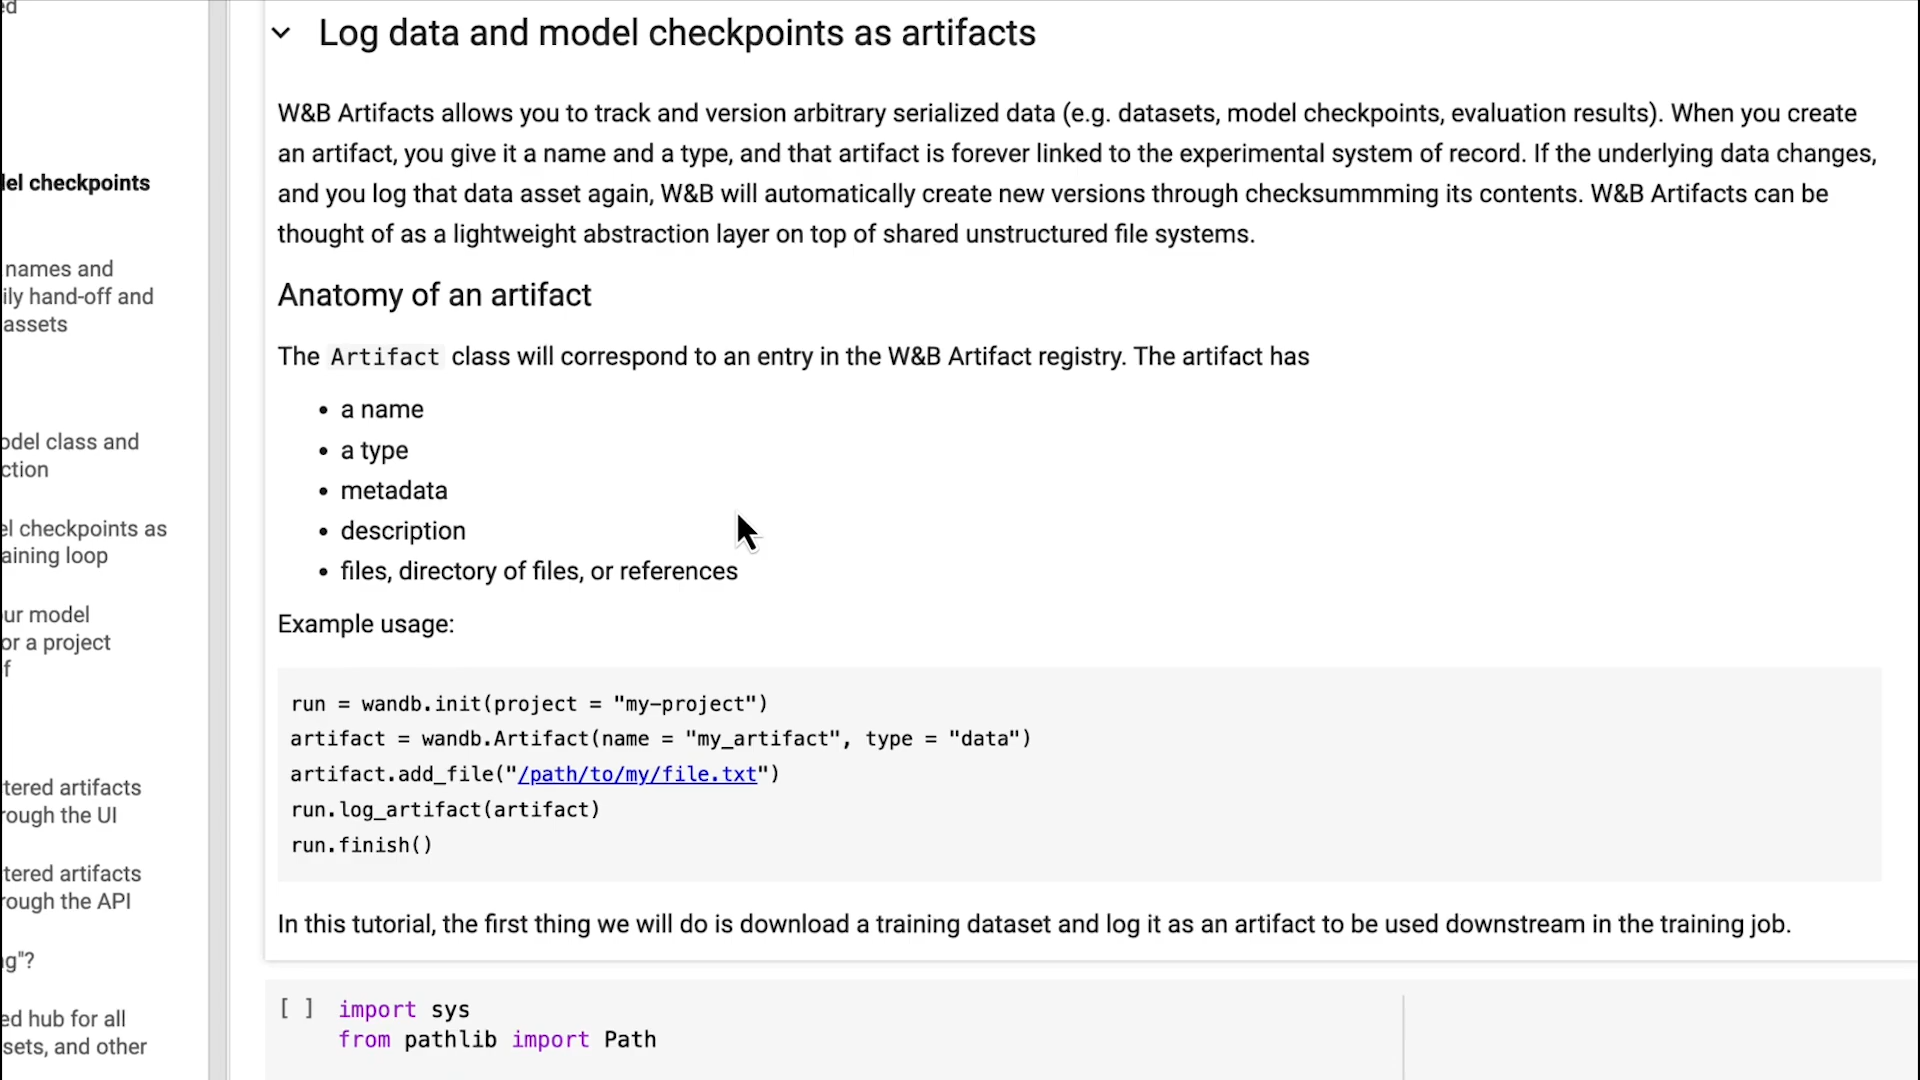 ed
lel checkpoints
names and
ily hand-off and
assets
odel class and
ction
el checkpoints as
aining loop
ur model
or a project
f
tered artifacts
rough the UI
tered artifacts
rough the API
ng"?
ed hub for all
sets, and other
Log data and model checkpoints as artifacts
W&B Artifacts allows you to track and version arbitrary serialized data (e.g. datasets, model checkpoints, evaluation results). When you create
an artifact, you give it a name and a type, and that artifact is forever linked to the experimental system of record. If the underlying data changes,
and you log that data asset again, W&B will automatically create new versions through checksummming its contents. W&B Artifacts can be
thought of as a lightweight abstraction layer on top of shared unstructured file systems.
Anatomy of an artifact
The Artifact class will correspond to an entry in the W&B Artifact registry. The artifact has
• a name
• a type
• metadata
• description
• files, directory of files, or references
Example usage:
run = wandb.init(project = "my-project")
artifact = wandb.Artifact(name = "my_artifact", type = "data")
artifact.add_file("/path/to/my/file.txt")
run.log_artifact(artifact)
run.finish()
In this tutorial, the first thing we will do is download a training dataset and log it as an artifact to be used downstream in the training job.
[ ] import sys
from pathlib import Path